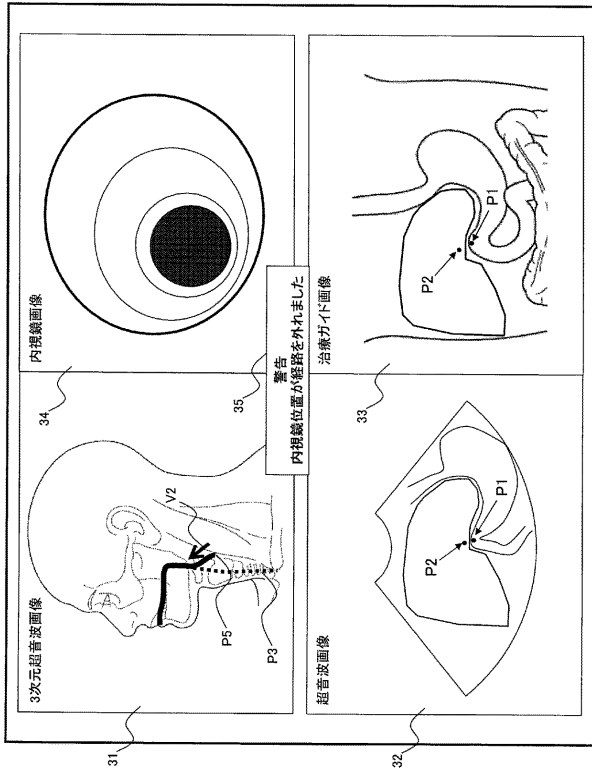 31
3次元超音波画像
V2
P5
P3
34
内視鏡画像
35
警告
内視鏡位置が経路を外れました
32
超音波画像
P2
P1
33
治療ガイド画像
P2
P1